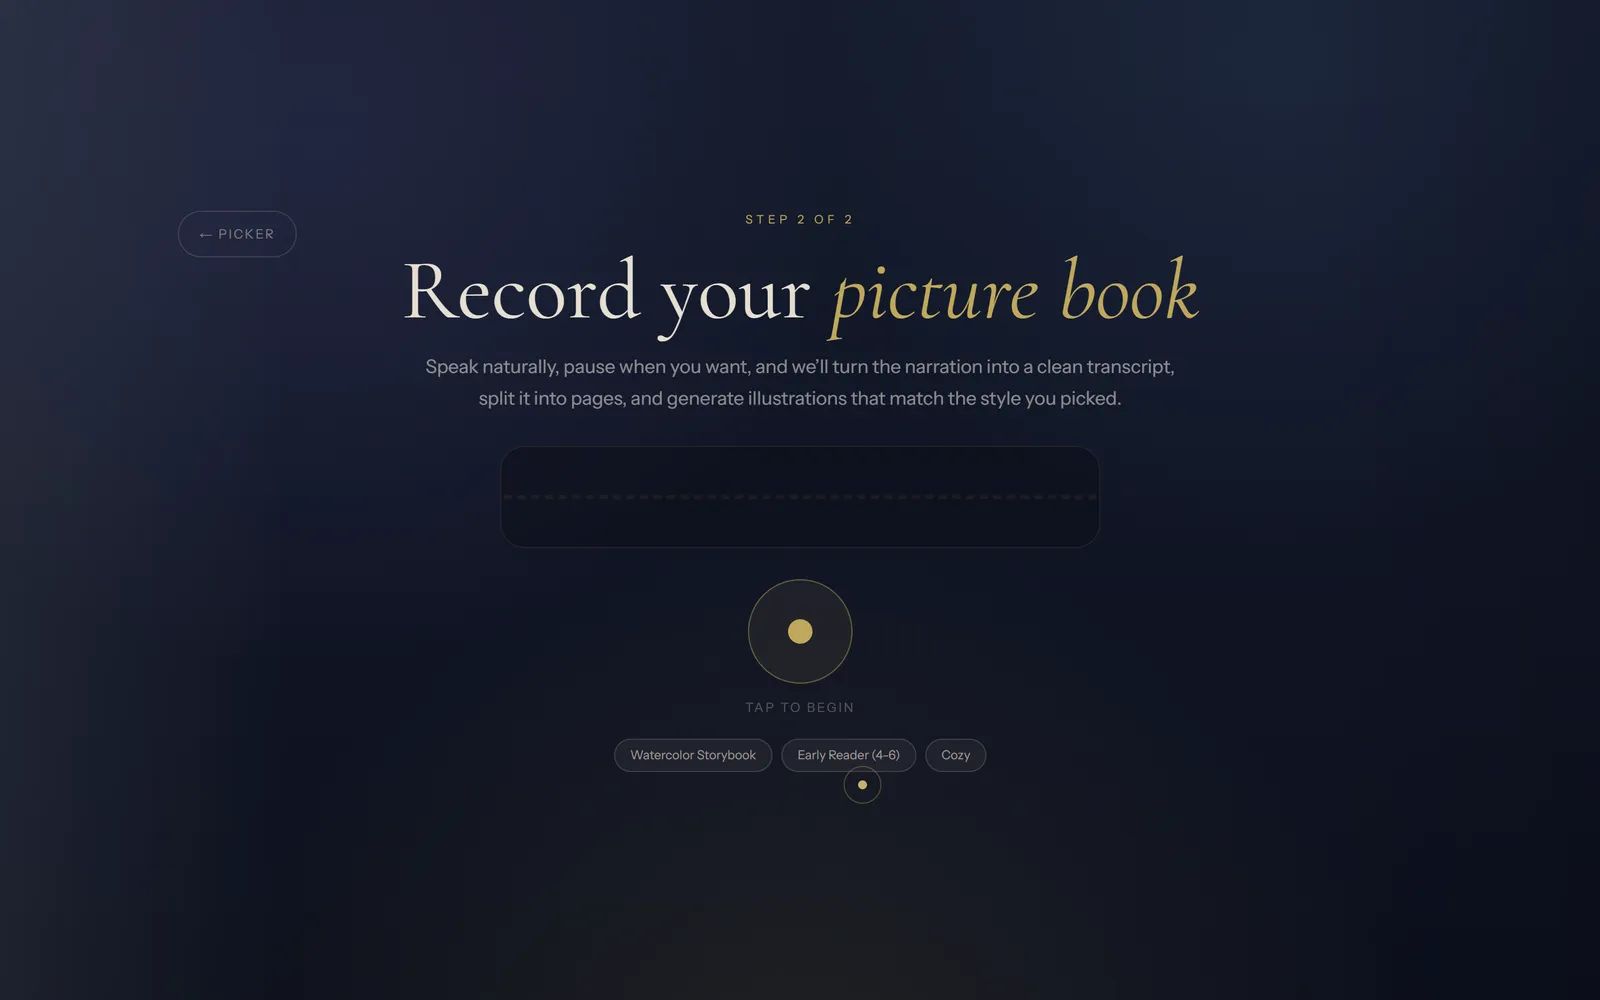 ← PICKER
STEP 2 OF 2
Record your picture book
Speak naturally, pause when you want, and we’ll turn the narration into a clean transcript,
split it into pages, and generate illustrations that match the style you picked.
TAP TO BEGIN
Watercolor Storybook
Early Reader (4–6)
Cozy